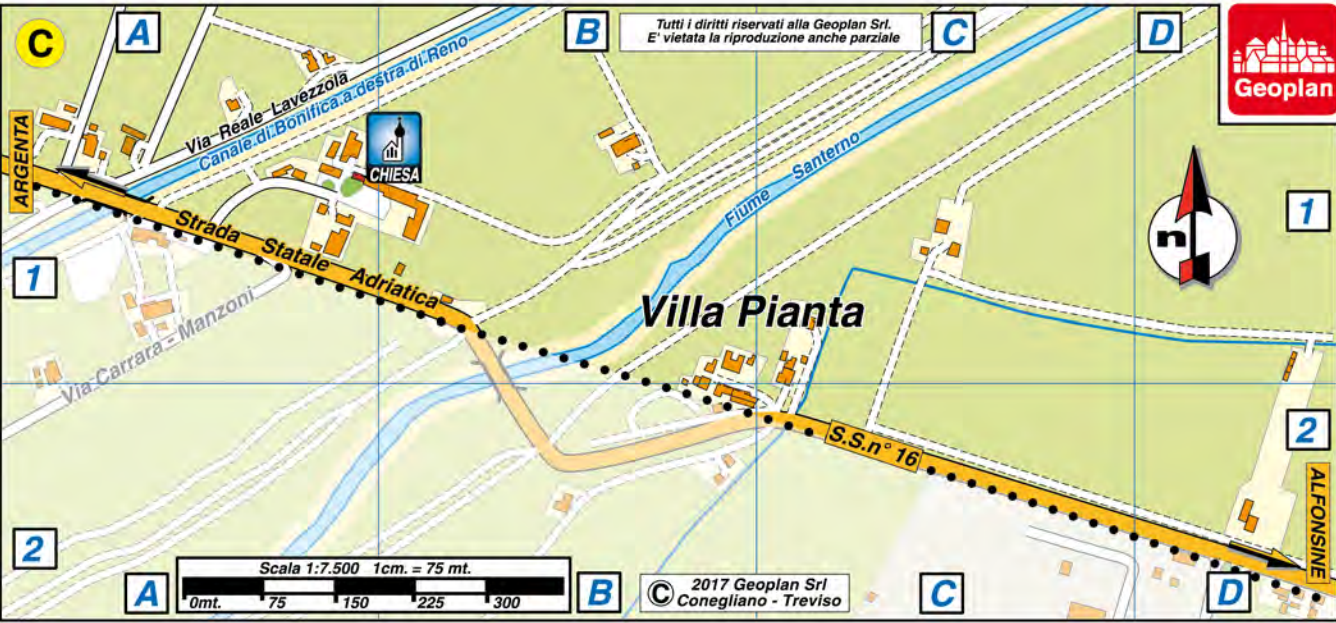 C
A
B
Tutti i diritti riservati alla Geoplan Srl.
E' vietata la riproduzione anche parziale
C
D
Geoplan
ARGENTA
Via Reale Lavezzola
Canale di Bonifica a destra di Reno
CHIESA
Fiume Santerno
1
n
1
Strada Statale Adriatica
Via Carrara - Manzoni
Villa Pianta
S.S.n° 16
2
ALFONSINE
2
A
Scala 1:7.500 1cm. = 75 mt.
0mt. 75 150 225 300
B
© 2017 Geoplan Srl
Conegliano - Treviso
C
D